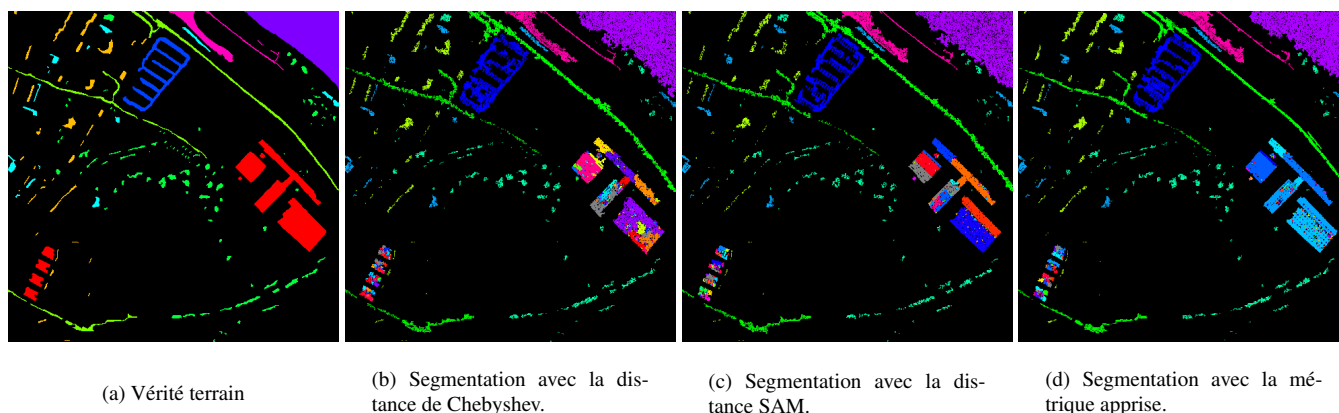 (a) Vérité terrain
(b) Segmentation avec la dis-
tance de Chebyshev.
(c) Segmentation avec la dis-
tance SAM.
(d) Segmentation avec la mé-
trique apprise.